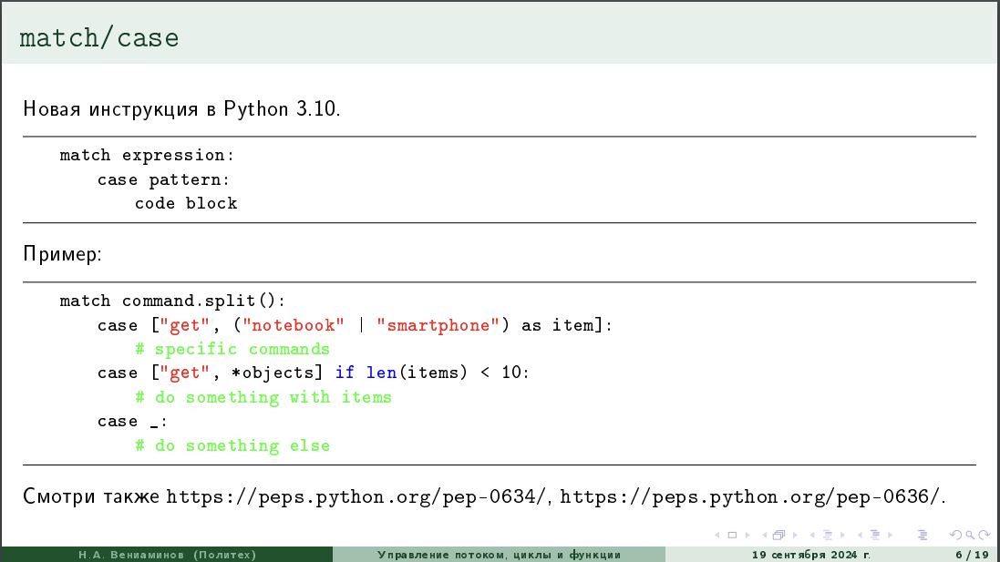 match/case
Новая инструкция в Python 3.10.
match expression:
    case pattern:
        code block
Пример:
match command.split():
    case ["get", ("notebook" | "smartphone") as item]:
        # specific commands
    case ["get", *objects] if len(items) < 10:
        # do something with items
    case _:
        # do something else
Смотри также https://peps.python.org/pep-0634/, https://peps.python.org/pep-0636/.
Н.А. Вениаминов (Политех) Управление потоком, циклы и функции 19 сентября 2024 г. 6 / 19